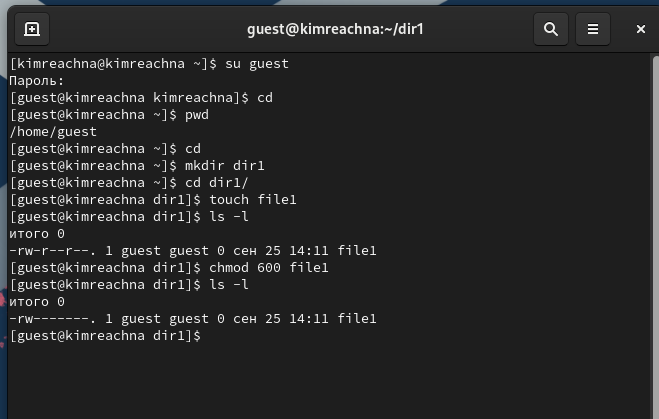 guest@kimreachna:~/dir1
[kimreachna@kimreachna ~]$ su guest
Пароль:
[guest@kimreachna kimreachna]$ cd
[guest@kimreachna ~]$ pwd
/home/guest
[guest@kimreachna ~]$ cd
[guest@kimreachna ~]$ mkdir dir1
[guest@kimreachna ~]$ cd dir1/
[guest@kimreachna dir1]$ touch file1
[guest@kimreachna dir1]$ ls -l
итого 0
-rw-r--r--. 1 guest guest 0 сен 25 14:11 file1
[guest@kimreachna dir1]$ chmod 600 file1
[guest@kimreachna dir1]$ ls -l
итого 0
-rw-------. 1 guest guest 0 сен 25 14:11 file1
[guest@kimreachna dir1]$